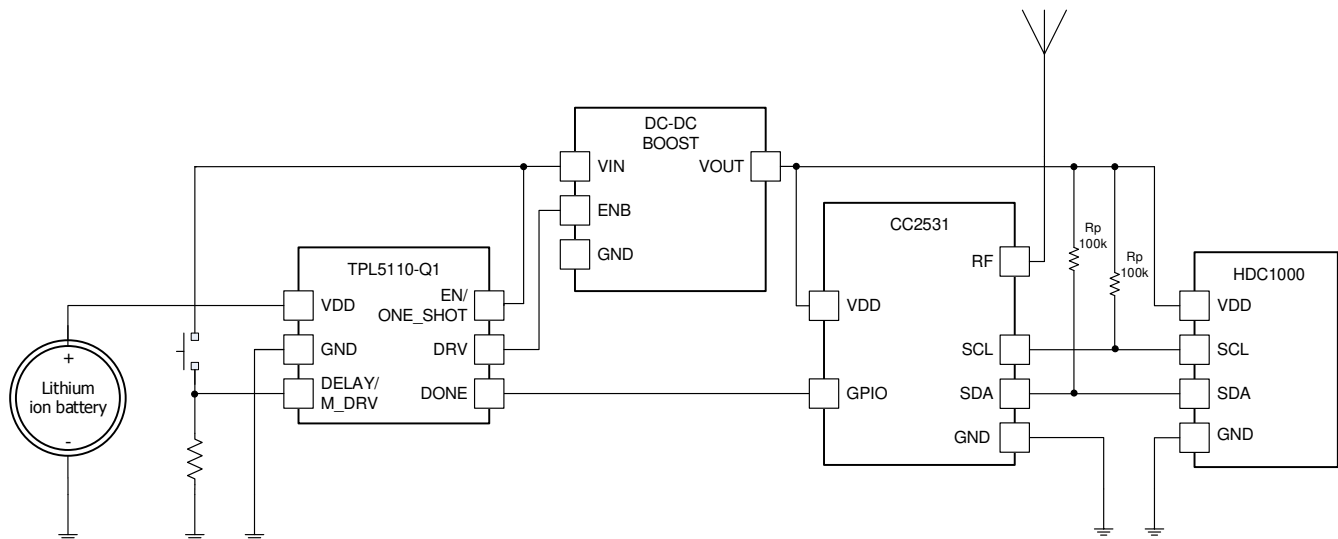 DC-DC
BOOST
VIN
VOUT
ENB
GND
TPL5110-Q1
VDD
EN/
ONE_SHOT
GND
DRV
DELAY/
M_DRV
DONE
+
Lithium
ion battery
-
CC2531
RF
VDD
SCL
GPIO
SDA
GND
Rp
100k
Rp
100k
HDC1000
VDD
SCL
SDA
GND